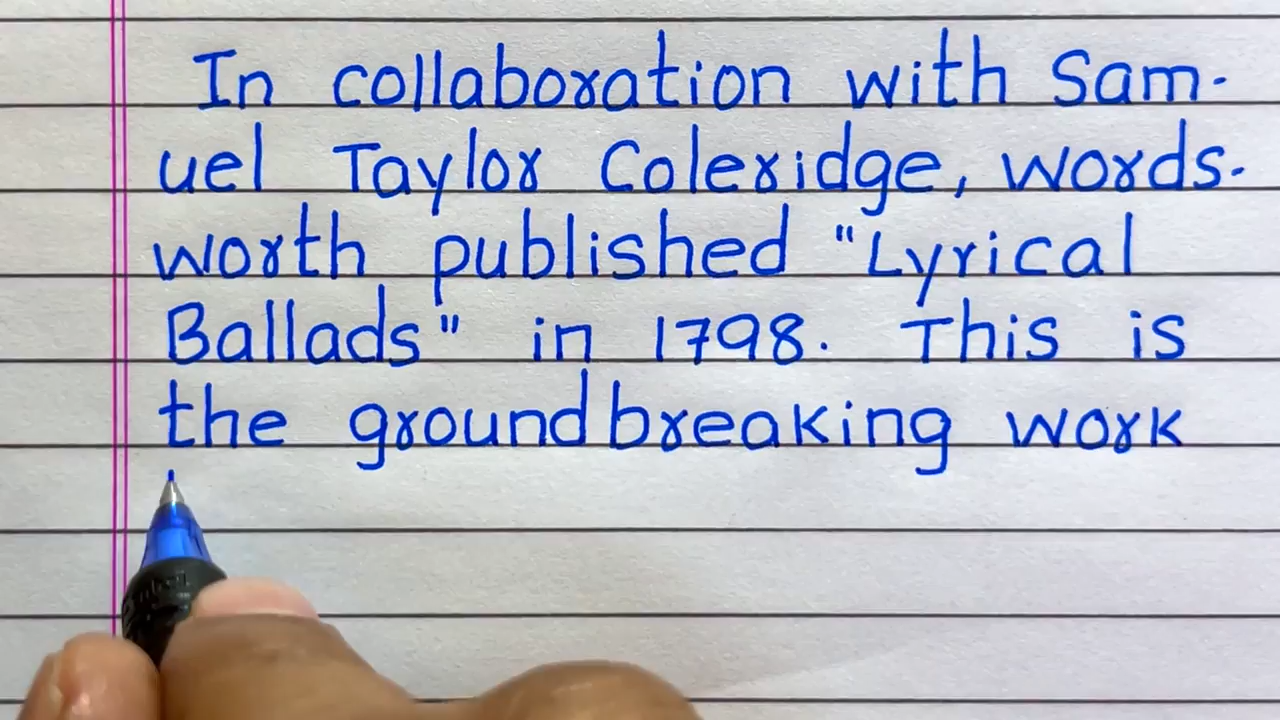 In collaboration with Sam-
uel Taylor Coleridge, words-
worth published "Lyrical
Ballads" in 1798. This is
the groundbreaking work